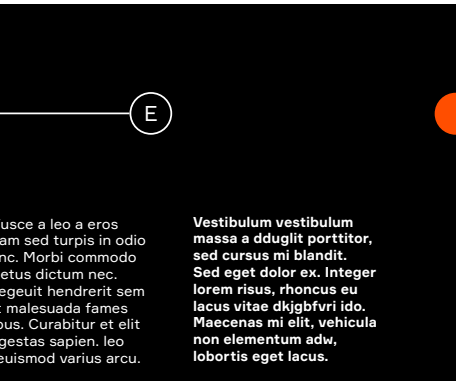 E
usce a leo a eros
am sed turpis in odio
nc. Morbi commodo
etus dictum nec.
egeuit hendrerit sem
t malesuada fames
ous. Curabitur et elit
gestas sapien. leo
euismod varius arcu.
Vestibulum vestibulum
massa a dduglit porttitor,
sed cursus mi blandit.
Sed eget dolor ex. Integer
lorem risus, rhoncus eu
lacus vitae dkjgbfvri ido.
Maecenas mi elit, vehicula
non elementum adw,
lobortis eget lacus.